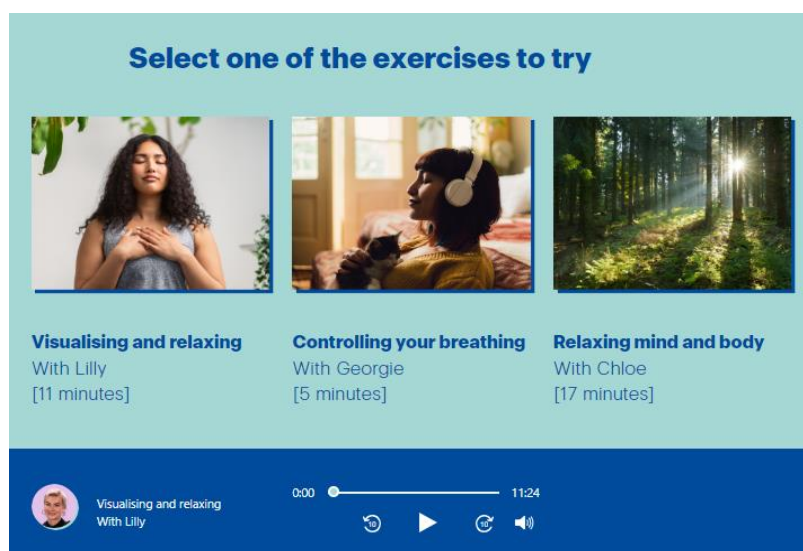 Select one of the exercises to try
Visualising and relaxing
With Lilly
[11 minutes]
Controlling your breathing
With Georgie
[5 minutes]
Relaxing mind and body
With Chloe
[17 minutes]
Visualising and relaxing
With Lilly
0:00
11:24
10
10